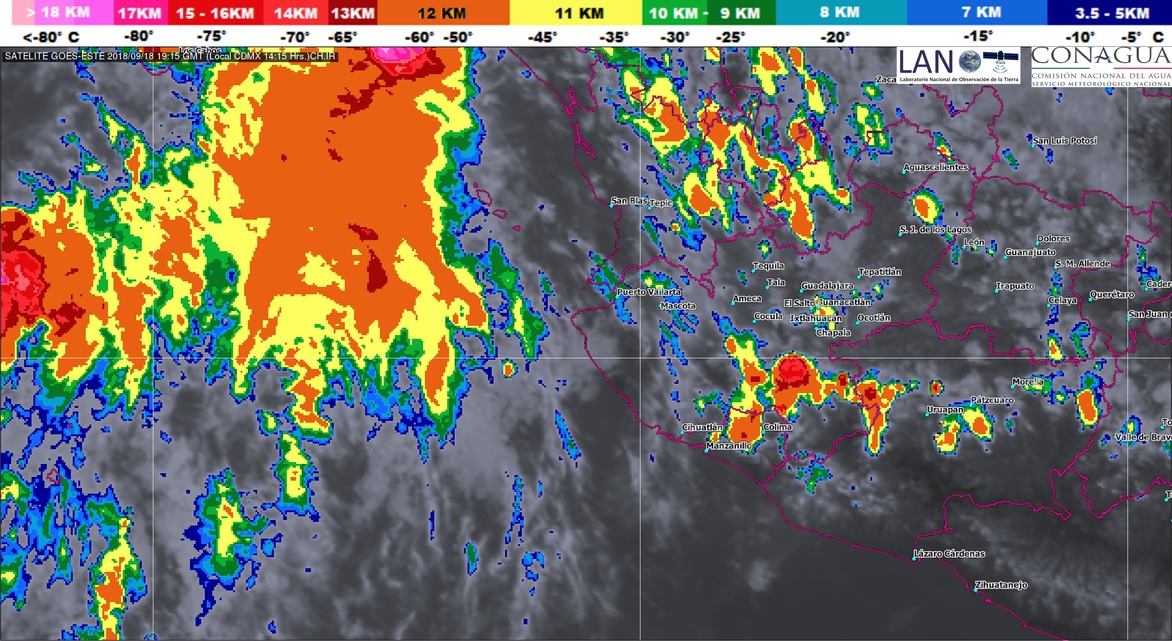 > 18 KM 17KM 15 - 16KM 14KM 13KM 12 KM 11 KM 10 KM - 9 KM 8 KM 7 KM 3.5 - 5KM
<-80° C -80° -75° -70° -65° -60° -50° -45° -35° -30° -25° -20° -15° -10° -5° C
Los Cabos
SATELITE GOES-ESTE 2018/09/18 19:15 GMT (Local CDMX 14:15 Hrs.)CH.IR
LANOT
Laboratorio Nacional de Observación de la Tierra
CONAGUA
COMISIÓN NACIONAL DEL AGUA
SERVICIO METEOROLÓGICO NACIONAL
Zaca
San Luis Potosí
Aguascalientes
San Blas Tepic
S. J. de los Lagos
León
Dolores
Guanajuato
Tequila
S. M. Allende
Tepatitlán
Tala
Guadalajara
Irapuato
Puerto Vallarta
Querétaro
Ameca
El Salto
Celaya
Mascota
Cocula
Ixtlahuacán
Ocotlán
San Juan
Chapala
Morelia
Pátzcuaro
Uruapan
Cihuatlán
Colima
Manzanillo
Valle de Brav
Lázaro Cárdenas
Zihuatanejo